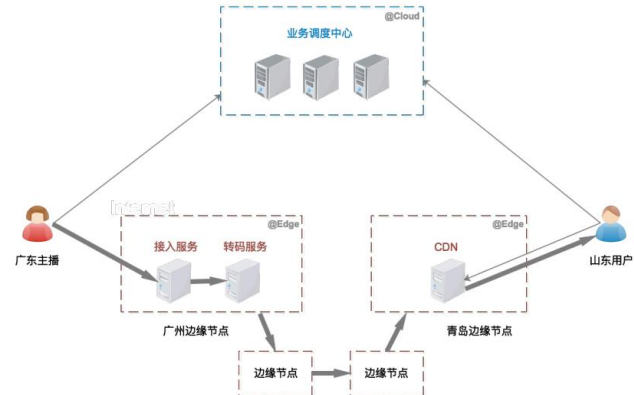 @Cloud
业务调度中心
Internet
@Edge
@Edge
接入服务
转码服务
CDN
广东主播
山东用户
广州边缘节点
青岛边缘节点
边缘节点
边缘节点